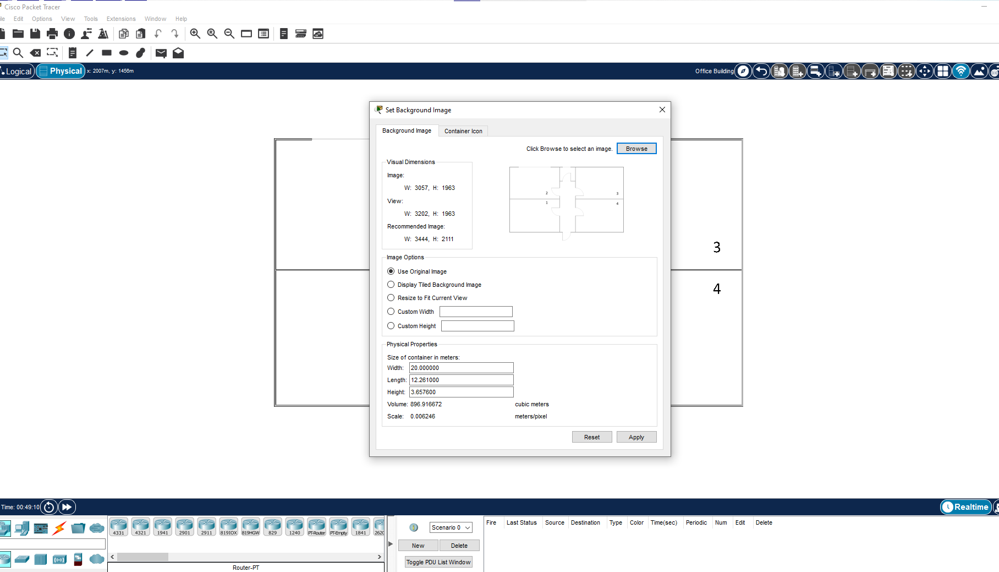 Cisco Packet Tracer
ile Edit Options View Tools Extensions Window Help
Logical Physical x: 2007m, y: 1456m Office Building
Set Background Image
Background Image Container Icon
Click Browse to select an image. Browse
Visual Dimensions
Image:
W: 3057, H: 1963
View:
W: 3202, H: 1963
Recommended Image:
W: 3444, H: 2111
2 3
1 4
3
4
Image Options
Use Original Image
Display Tiled Background Image
Resize to Fit Current View
Custom Width
Custom Height
Physical Properties
Size of container in meters:
Width: 20.000000
Length: 12.261000
Height: 3.657600
Volume: 896.916672 cubic meters
Scale: 0.006246 meters/pixel
Reset Apply
Time: 00:49:10 Realtime
4331 4321 1941 2901 2911 819IOX 819HGW 829 1240 PT-Router PT-Empty 1841 2620
Router-PT
Scenario 0
New Delete
Toggle PDU List Window
Fire Last Status Source Destination Type Color Time(sec) Periodic Num Edit Delete